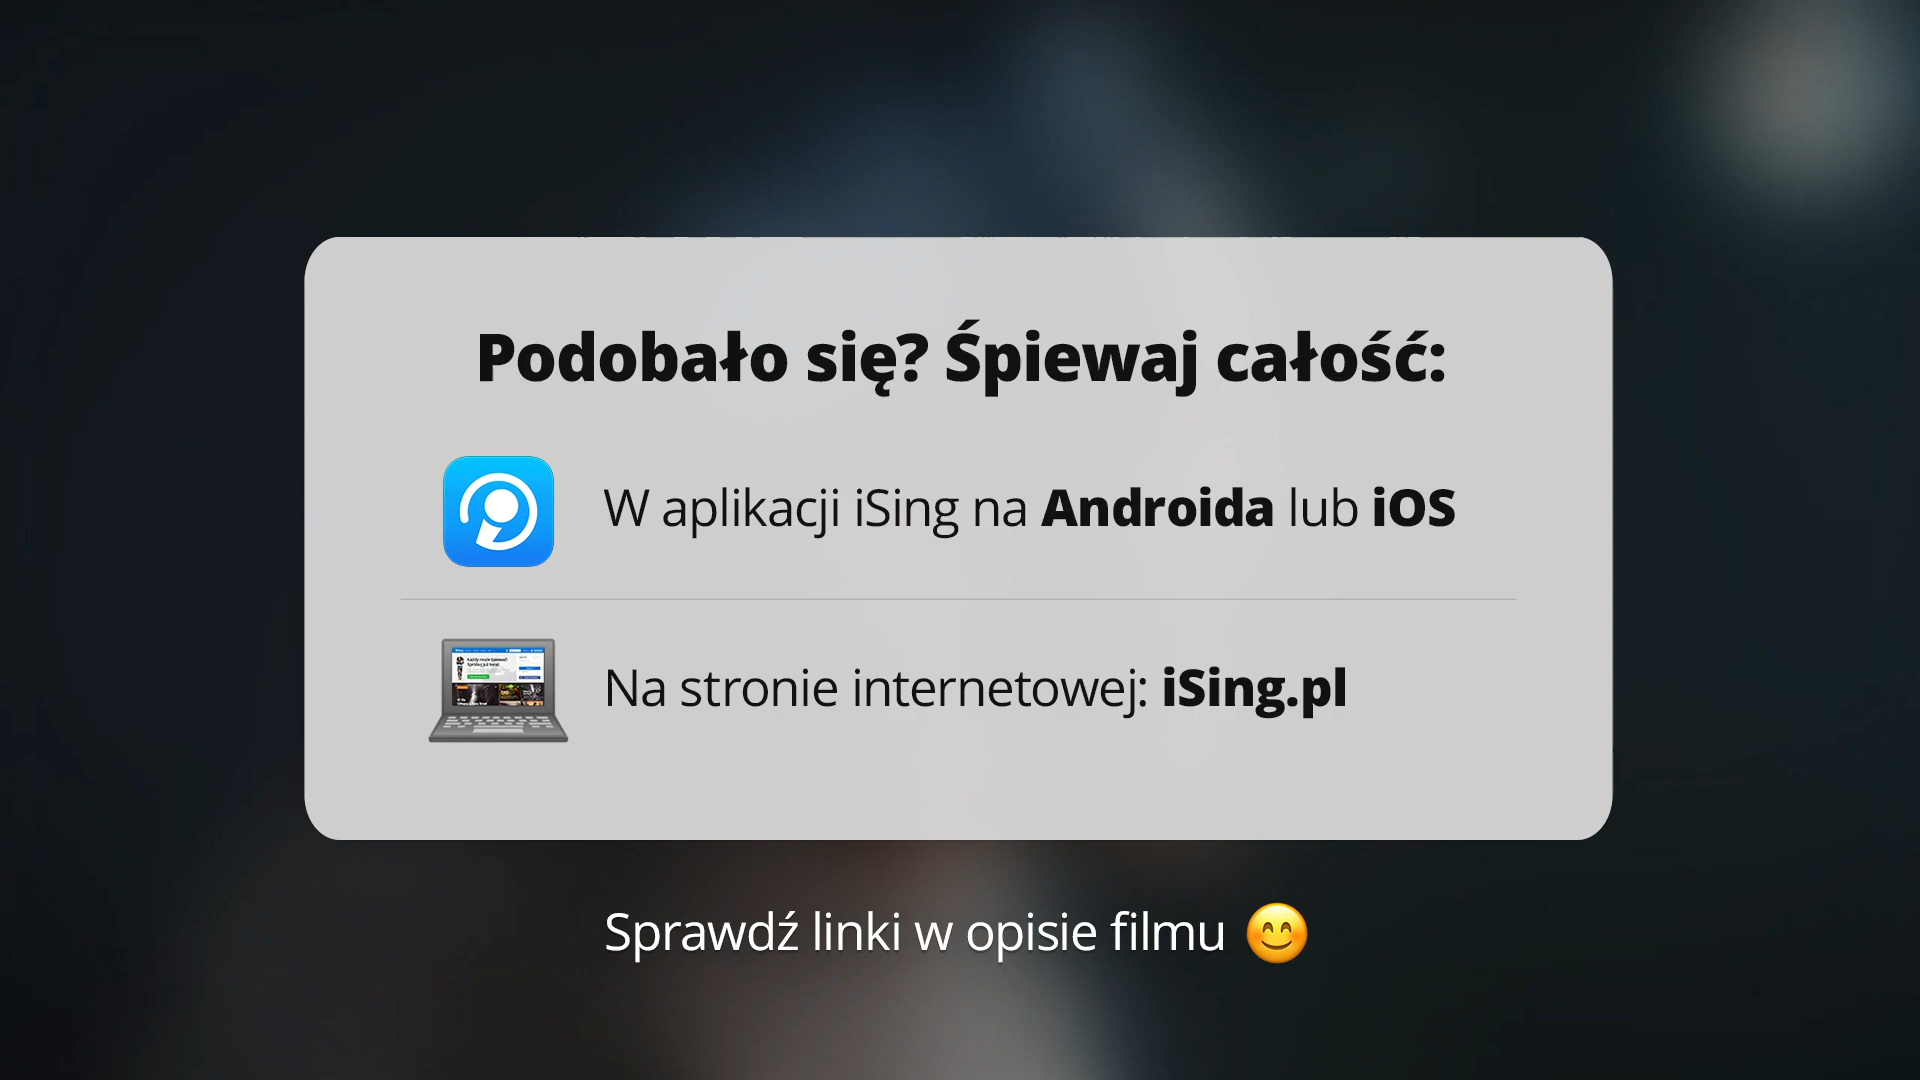 Podobało się? Śpiewaj całość:
W aplikacji iSing na Androida lub iOS
Na stronie internetowej: iSing.pl
Sprawdź linki w opisie filmu